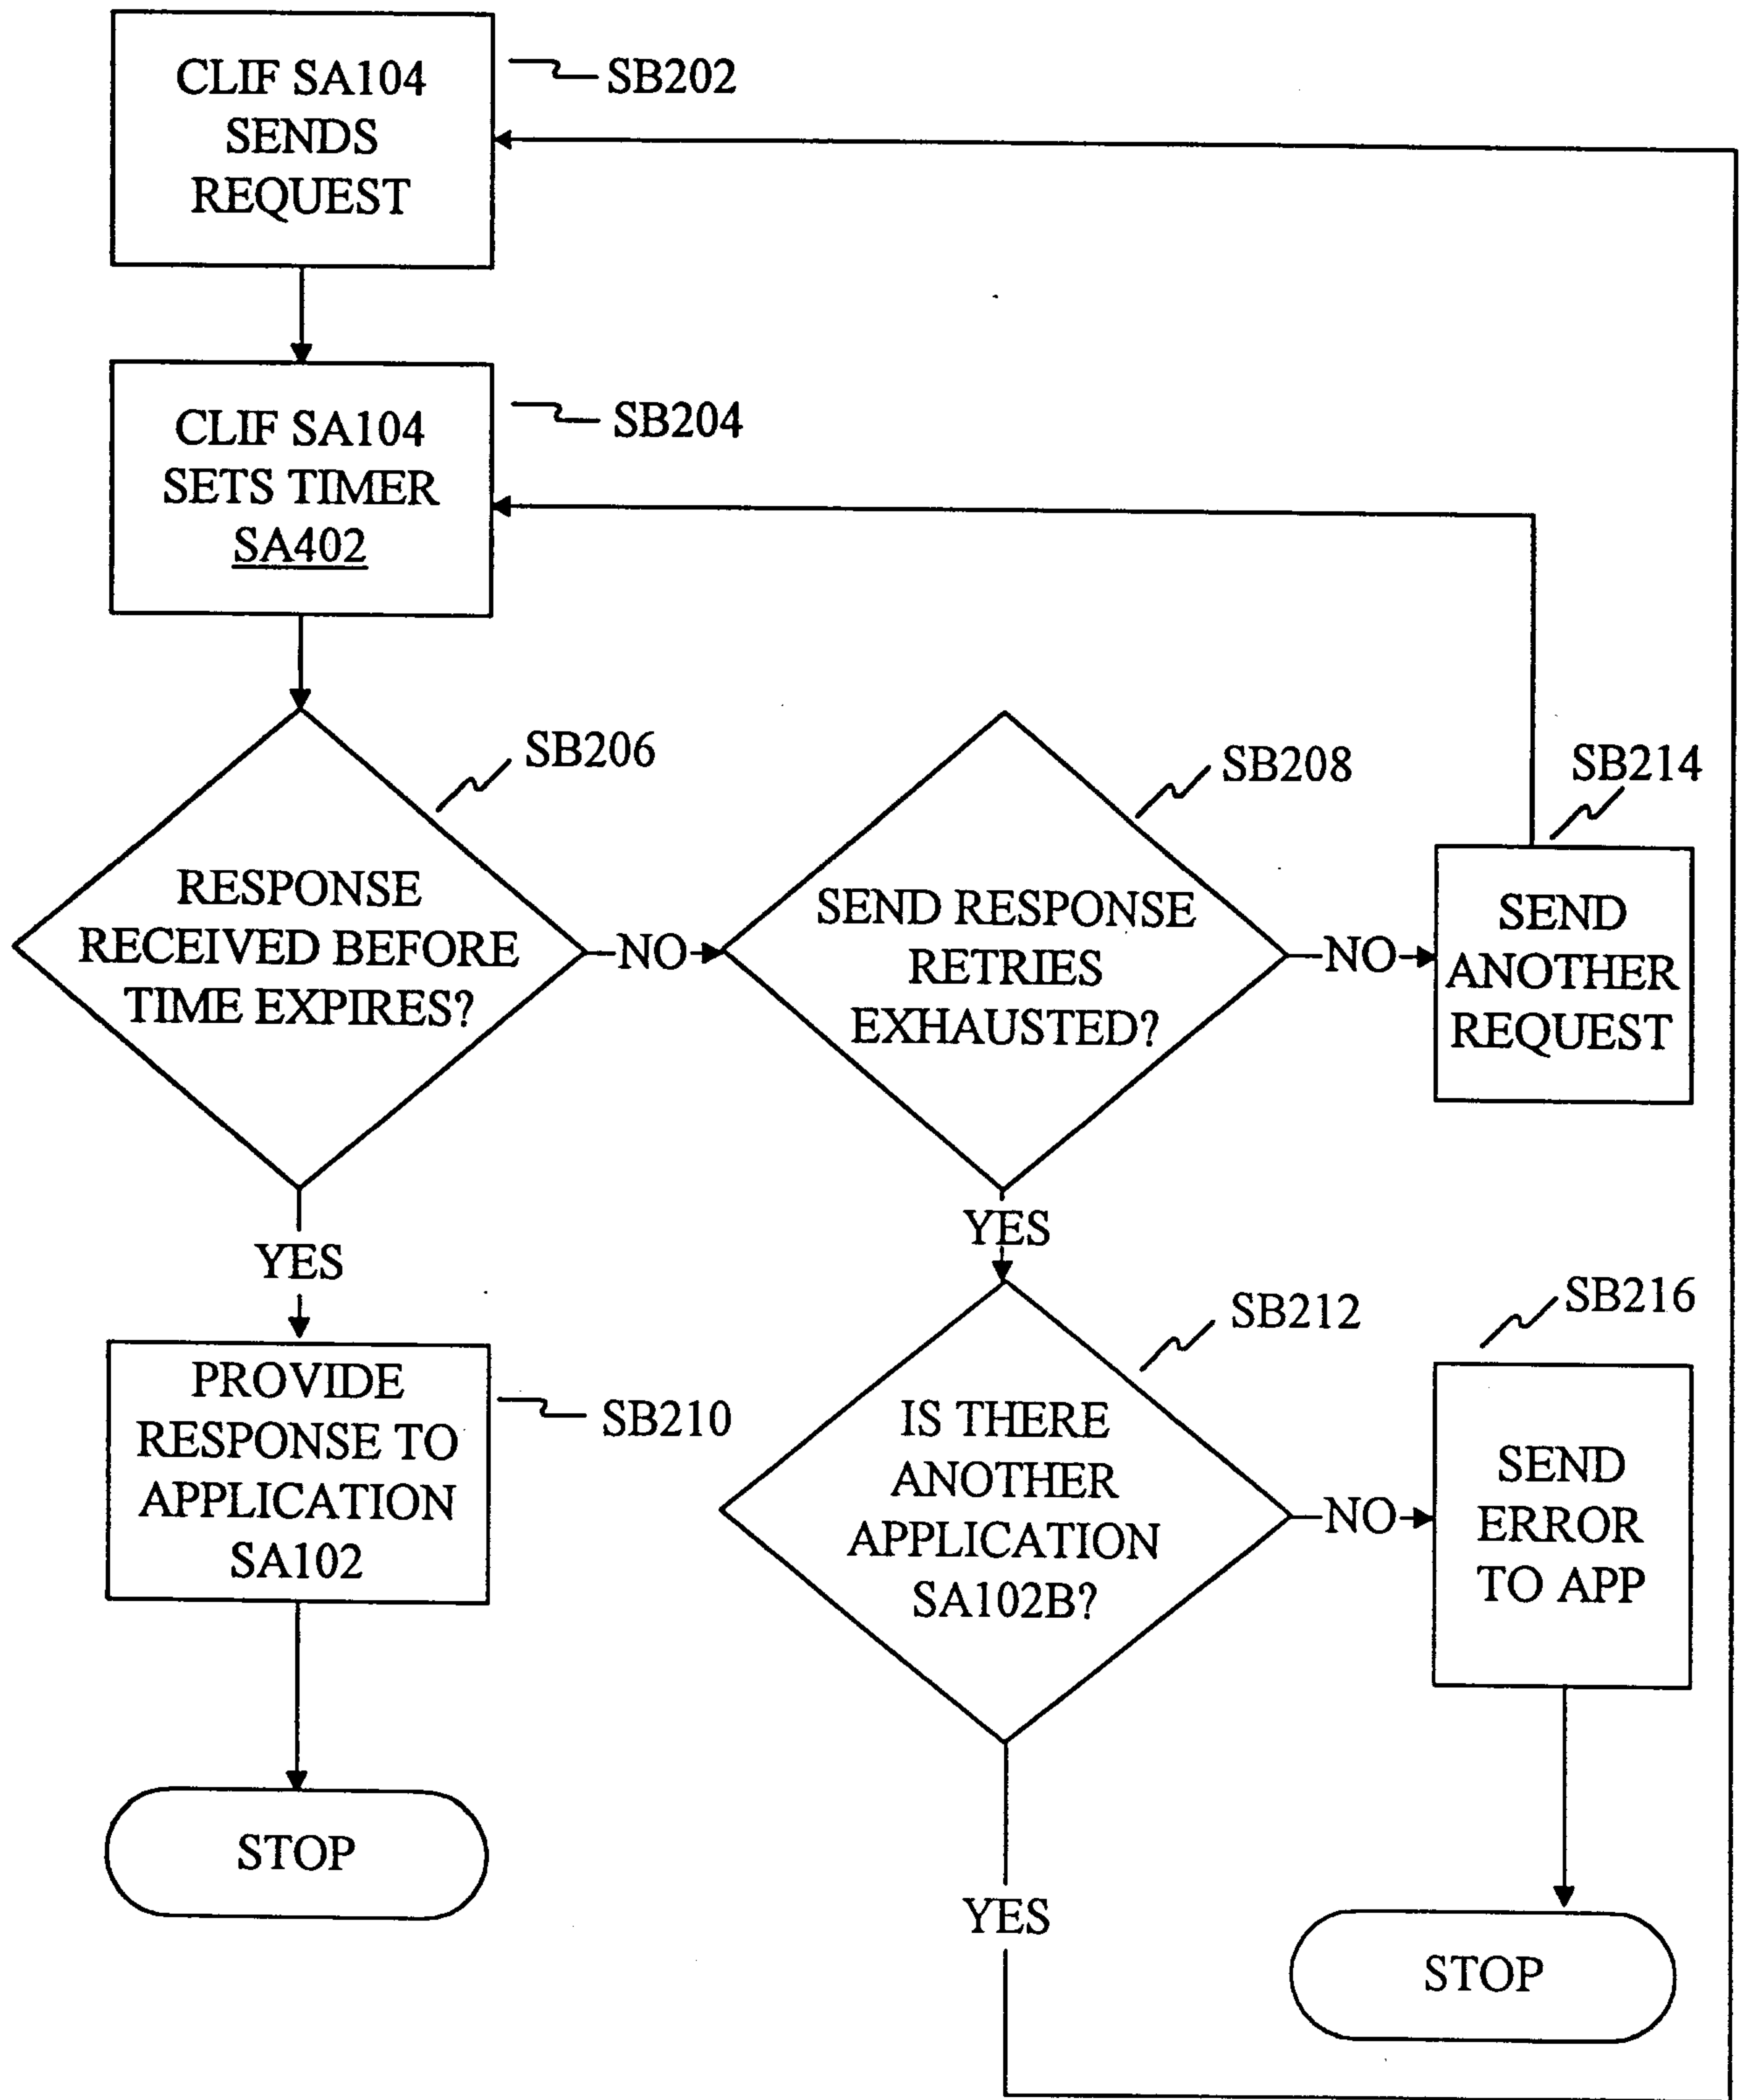 CLIF SA104
SENDS
REQUEST
SB202
CLIF SA104
SETS TIMER
SA402
SB204
RESPONSE
RECEIVED BEFORE
TIME EXPIRES?
SB206
NO
SEND RESPONSE
RETRIES
EXHAUSTED?
SB208
NO
SEND
ANOTHER
REQUEST
SB214
YES
YES
PROVIDE
RESPONSE TO
APPLICATION
SA102
SB210
IS THERE
ANOTHER
APPLICATION
SA102B?
SB212
NO
SEND
ERROR
TO APP
SB216
STOP
YES
STOP